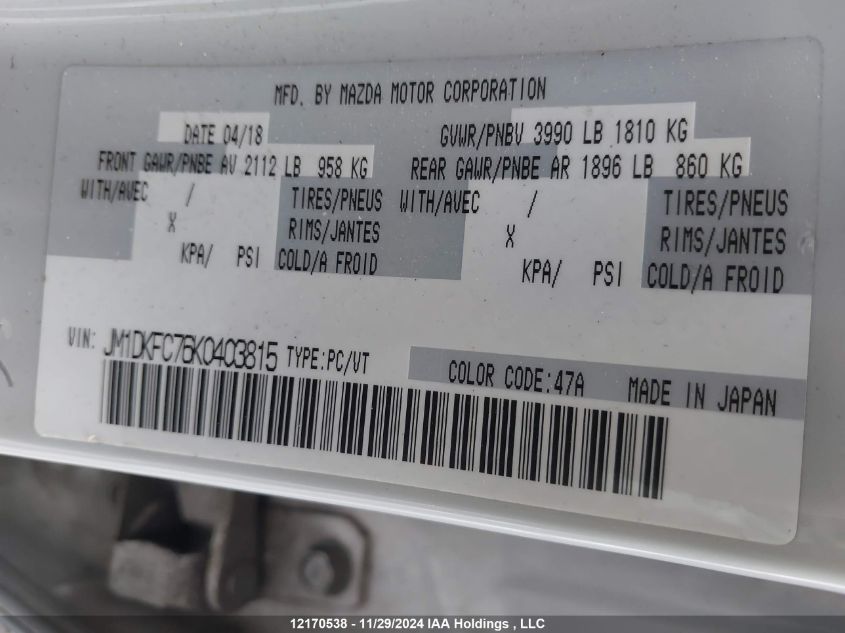 MFD. BY MAZDA MOTOR CORPORATION
DATE 04/18 GVWR/PNBV 3990 LB 1810 KG
FRONT GAWR/PNBE AV 2112 LB 958 KG REAR GAWR/PNBE AR 1896 LB 860 KG
WITH/AVEC / TIRES/PNEUS WITH/AVEC / TIRES/PNEUS
X RIMS/JANTES X RIMS/JANTES
KPA/ PSI COLD/A FROID KPA/ PSI COLD/A FROID
VIN: JM1DKFC76K0403815 TYPE:PC/VT COLOR CODE:47A MADE IN JAPAN
12170538 - 11/29/2024 IAA Holdings , LLC